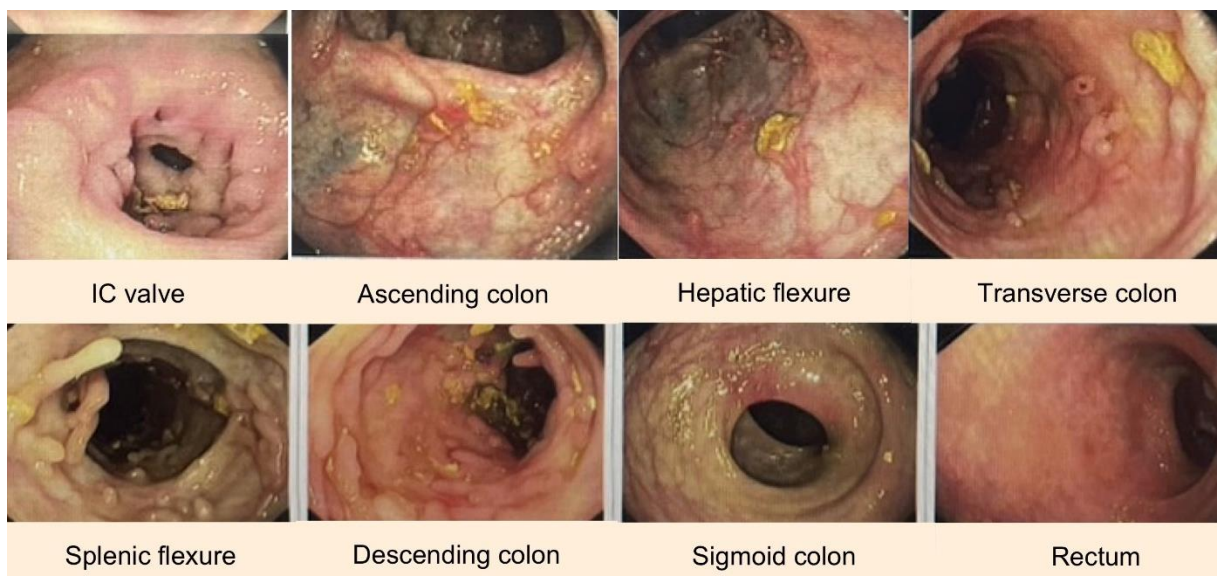 IC valve
Ascending colon
Hepatic flexure
Transverse colon
Splenic flexure
Descending colon
Sigmoid colon
Rectum